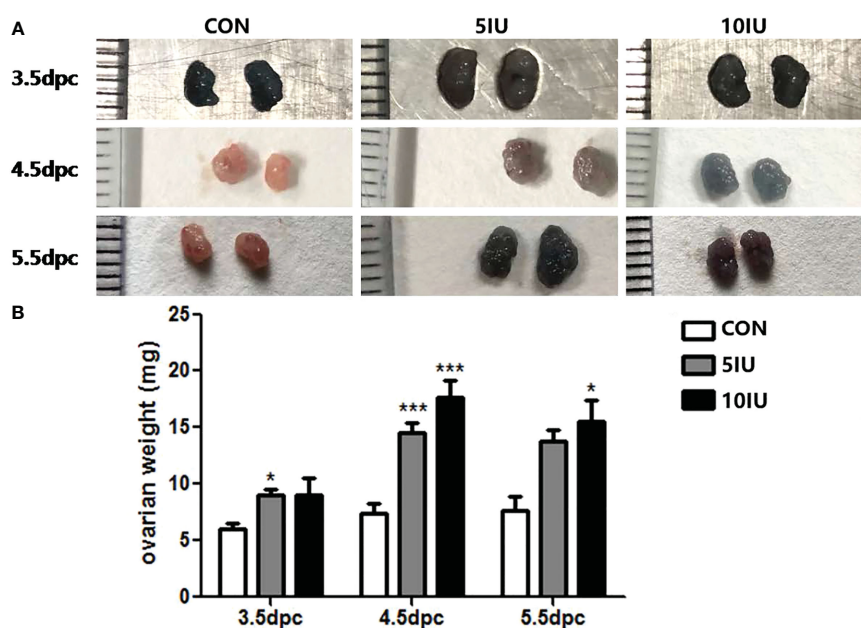 A
CON 5IU 10IU
3.5dpc
4.5dpc
5.5dpc
B
25
20
15
10
5
0
ovarian weight (mg)
*
***
***
*
3.5dpc 4.5dpc 5.5dpc
CON
5IU
10IU